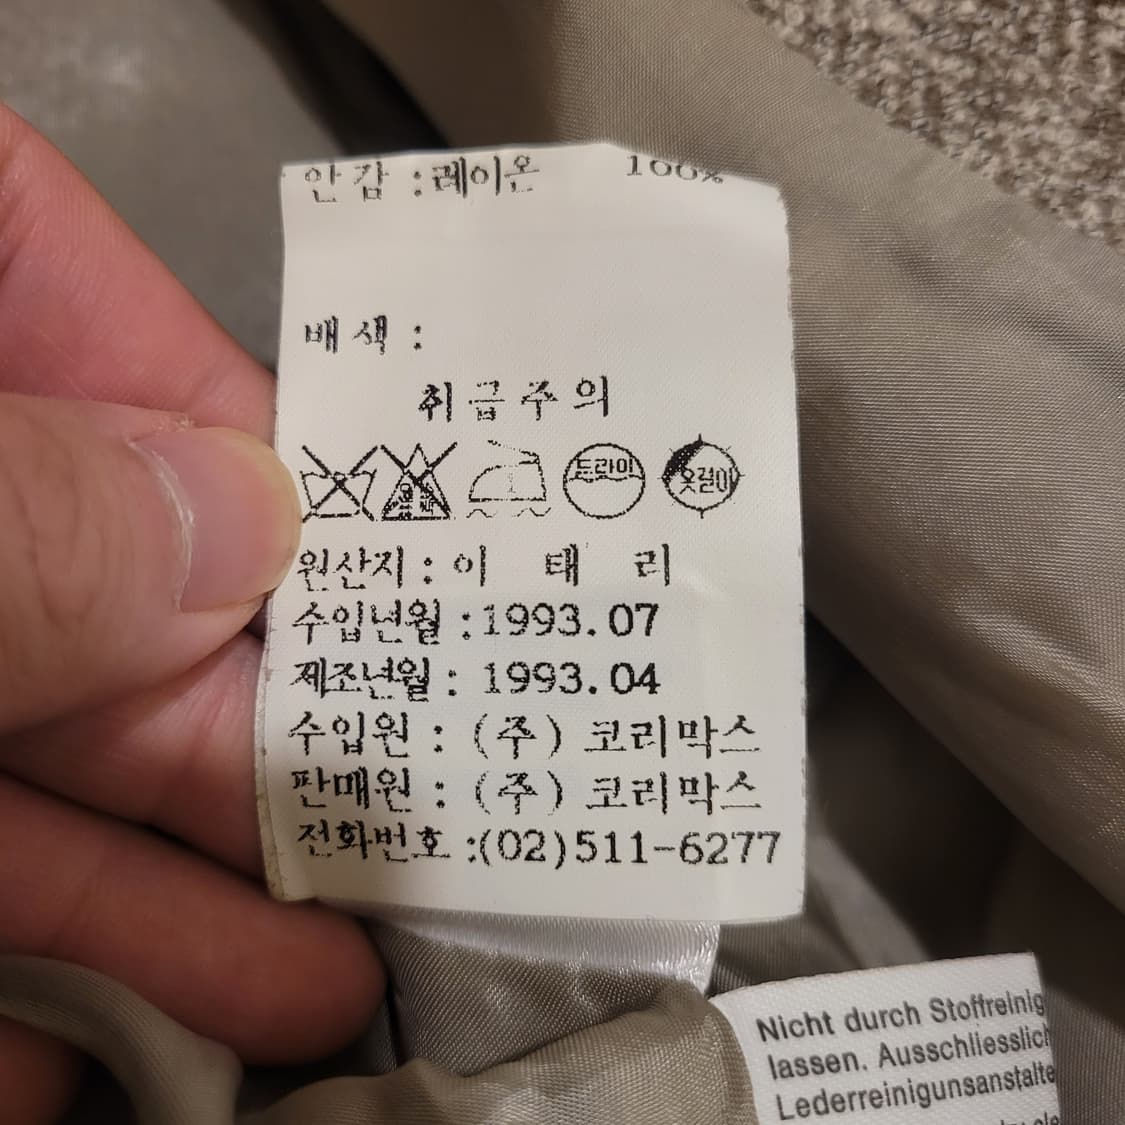 안감 :레이온 100%
배색 :
취급주의
드라이 옷걸이
원산지 : 이 태 리
수입년월 :1993.07
제조년월 : 1993.04
수입원 : (주) 코리막스
판매원 : (주) 코리막스
전화번호 :(02)511-6277
Nicht durch Stoffreinig
lassen. Ausschliesslich
Lederreinigunsanstalte